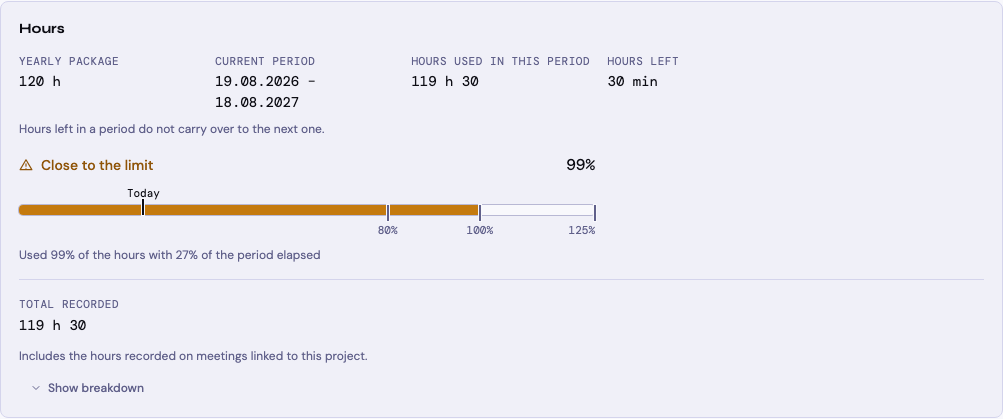 Hours
YEARLY PACKAGE
120 h
CURRENT PERIOD
19.08.2026 –
18.08.2027
HOURS USED IN THIS PERIOD
119 h 30
HOURS LEFT
30 min
Hours left in a period do not carry over to the next one.
Close to the limit
99%
Today
80%
100%
125%
Used 99% of the hours with 27% of the period elapsed
TOTAL RECORDED
119 h 30
Includes the hours recorded on meetings linked to this project.
Show breakdown